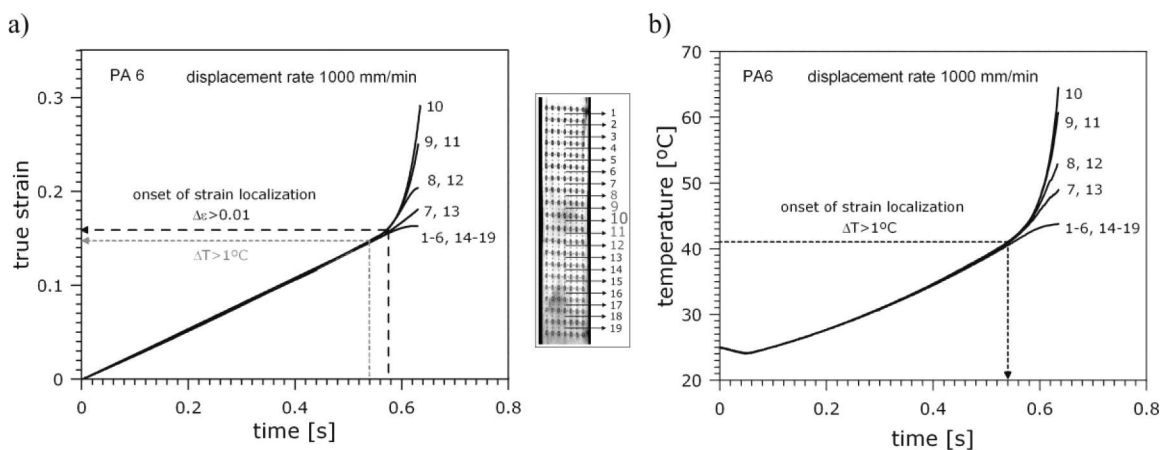 a)
PA 6 displacement rate 1000 mm/min
0.3
0.2
0.1
0
true strain
onset of strain localization
Δε>0.01
ΔT>1ºC
10
9, 11
8, 12
7, 13
1-6, 14-19
0 0.2 0.4 0.6 0.8
time [s]
1
2
3
4
5
6
7
8
9
10
11
12
13
14
15
16
17
18
19
b)
PA6 displacement rate 1000 mm/min
70
60
50
40
30
20
temperature [ºC]
onset of strain localization
ΔT>1ºC
10
9, 11
8, 12
7, 13
1-6, 14-19
0 0.2 0.4 0.6 0.8
time [s]